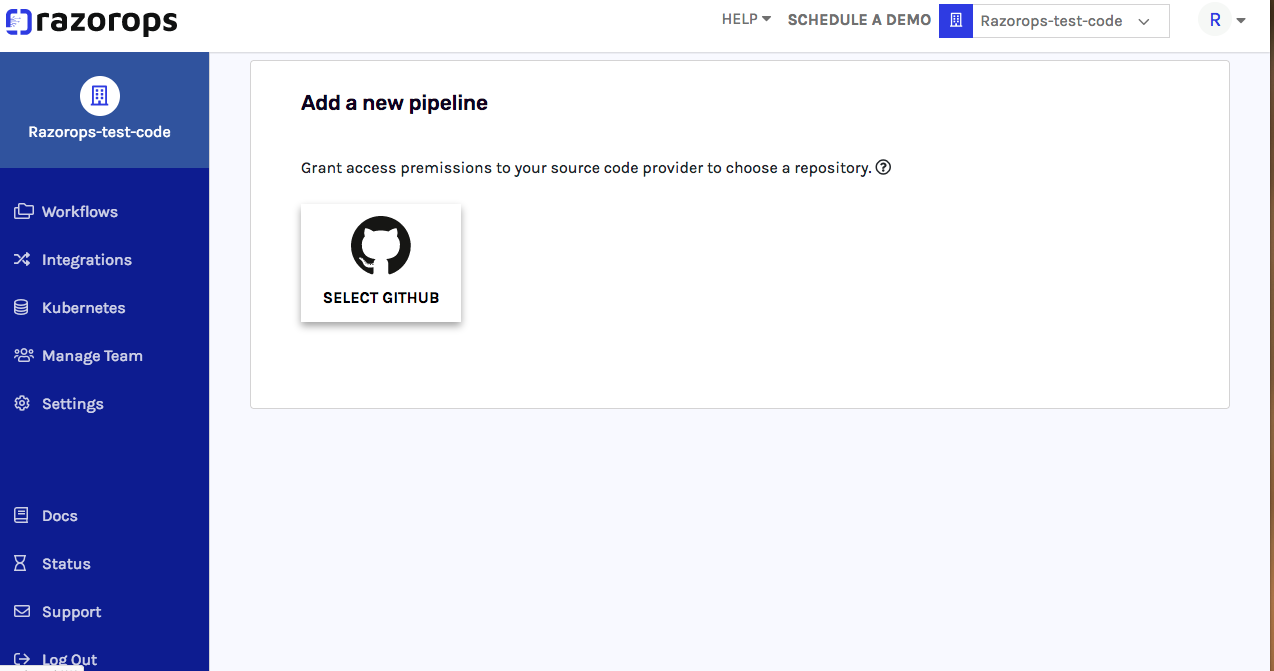 razorops
HELP
SCHEDULE A DEMO
Razorops-test-code
R
Razorops-test-code
Workflows
Integrations
Kubernetes
Manage Team
Settings
Docs
Status
Support
Log Out
Add a new pipeline
Grant access premissions to your source code provider to choose a repository.
SELECT GITHUB